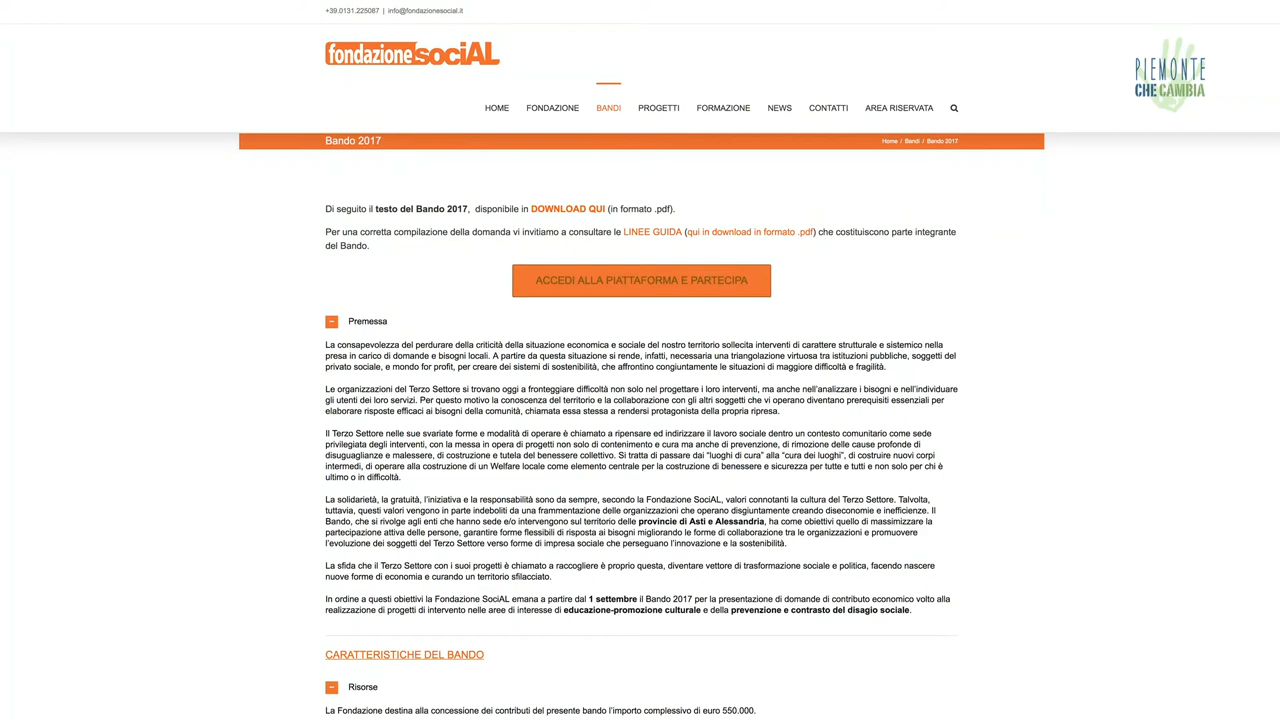 +39.0131.225087 | info@fondazionesocial.it
fondazionesociAL
PIEMONTE
CHE CAMBIA
HOME FONDAZIONE BANDI PROGETTI FORMAZIONE NEWS CONTATTI AREA RISERVATA
Bando 2017
Home / Bandi / Bando 2017
Di seguito il testo del Bando 2017, disponibile in DOWNLOAD QUI (in formato .pdf).
Per una corretta compilazione della domanda vi invitiamo a consultare le LINEE GUIDA (qui in download in formato .pdf) che costituiscono parte integrante
del Bando.
ACCEDI ALLA PIATTAFORMA E PARTECIPA
Premessa
La consapevolezza del perdurare della criticità della situazione economica e sociale del nostro territorio sollecita interventi di carattere strutturale e sistemico nella
presa in carico di domande e bisogni locali. A partire da questa situazione si rende, infatti, necessaria una triangolazione virtuosa tra istituzioni pubbliche, soggetti del
privato sociale, e mondo for profit, per creare dei sistemi di sostenibilità, che affrontino congiuntamente le situazioni di maggiore difficoltà e fragilità.
Le organizzazioni del Terzo Settore si trovano oggi a fronteggiare difficoltà non solo nel progettare i loro interventi, ma anche nell’analizzare i bisogni e nell’individuare
gli utenti dei loro servizi. Per questo motivo la conoscenza del territorio e la collaborazione con gli altri soggetti che vi operano diventano prerequisiti essenziali per
elaborare risposte efficaci ai bisogni della comunità, chiamata essa stessa a rendersi protagonista della propria ripresa.
Il Terzo Settore nelle sue svariate forme e modalità di operare è chiamato a ripensare ed indirizzare il lavoro sociale dentro un contesto comunitario come sede
privilegiata degli interventi, con la messa in opera di progetti non solo di contenimento e cura ma anche di prevenzione, di rimozione delle cause profonde di
disuguaglianze e malessere, di costruzione e tutela del benessere collettivo. Si tratta di passare dai “luoghi di cura” alla “cura dei luoghi”, di costruire nuovi corpi
intermedi, di operare alla costruzione di un Welfare locale come elemento centrale per la costruzione di benessere e sicurezza per tutte e tutti e non solo per chi è
ultimo o in difficoltà.
La solidarietà, la gratuità, l’iniziativa e la responsabilità sono da sempre, secondo la Fondazione SociAL, valori connotanti la cultura del Terzo Settore. Talvolta,
tuttavia, questi valori vengono in parte indeboliti da una frammentazione delle organizzazioni che operano disgiuntamente creando diseconomie e inefficienze. Il
Bando, che si rivolge agli enti che hanno sede e/o intervengono sul territorio delle provincie di Asti e Alessandria, ha come obiettivi quello di massimizzare la
partecipazione attiva delle persone, garantire forme flessibili di risposta ai bisogni migliorando le forme di collaborazione tra le organizzazioni e promuovere
l’evoluzione dei soggetti del Terzo Settore verso forme di impresa sociale che perseguano l’innovazione e la sostenibilità.
La sfida che il Terzo Settore con i suoi progetti è chiamato a raccogliere è proprio questa, diventare vettore di trasformazione sociale e politica, facendo nascere
nuove forme di economia e curando un territorio sfilacciato.
In ordine a questi obiettivi la Fondazione SociAL emana a partire dal 1 settembre il Bando 2017 per la presentazione di domande di contributo economico volto alla
realizzazione di progetti di intervento nelle aree di interesse di educazione-promozione culturale e della prevenzione e contrasto del disagio sociale.
CARATTERISTICHE DEL BANDO
Risorse
La Fondazione destina alla concessione dei contributi del presente bando l’importo complessivo di euro 550.000.